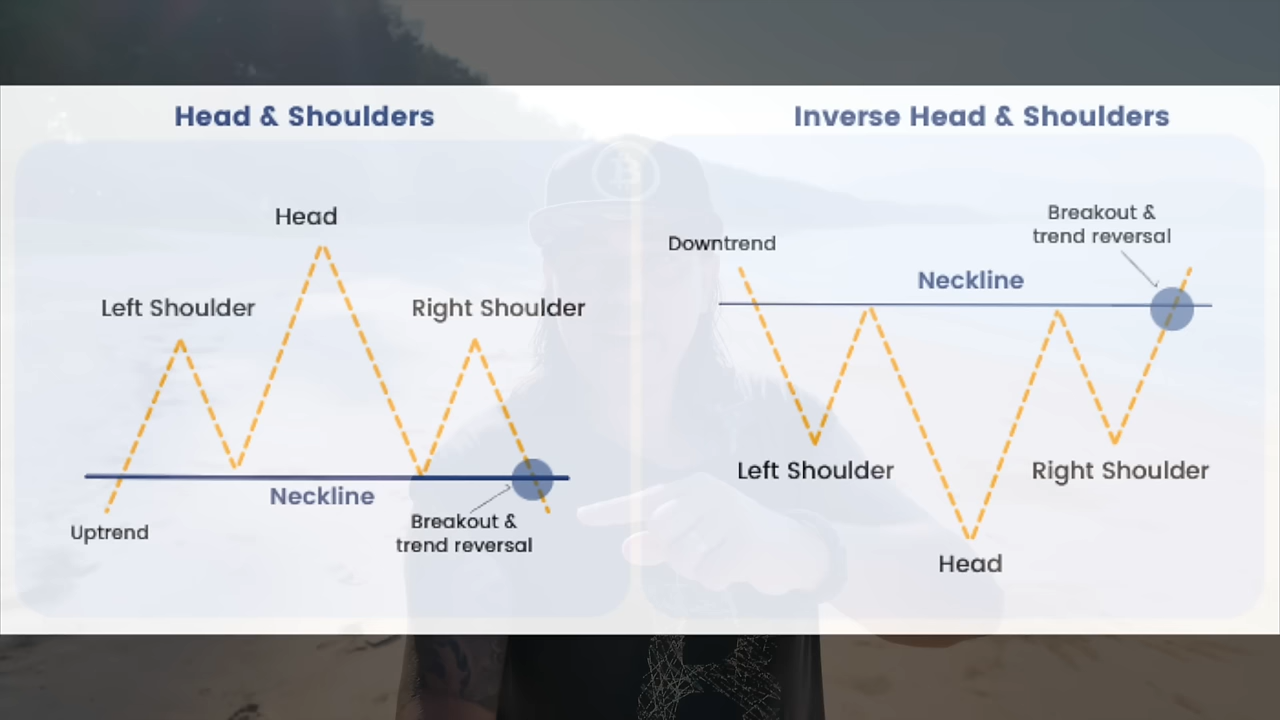 Head & Shoulders
Head
Left Shoulder
Right Shoulder
Neckline
Uptrend
Breakout &
trend reversal
Inverse Head & Shoulders
Breakout &
trend reversal
Downtrend
Neckline
Left Shoulder
Right Shoulder
Head